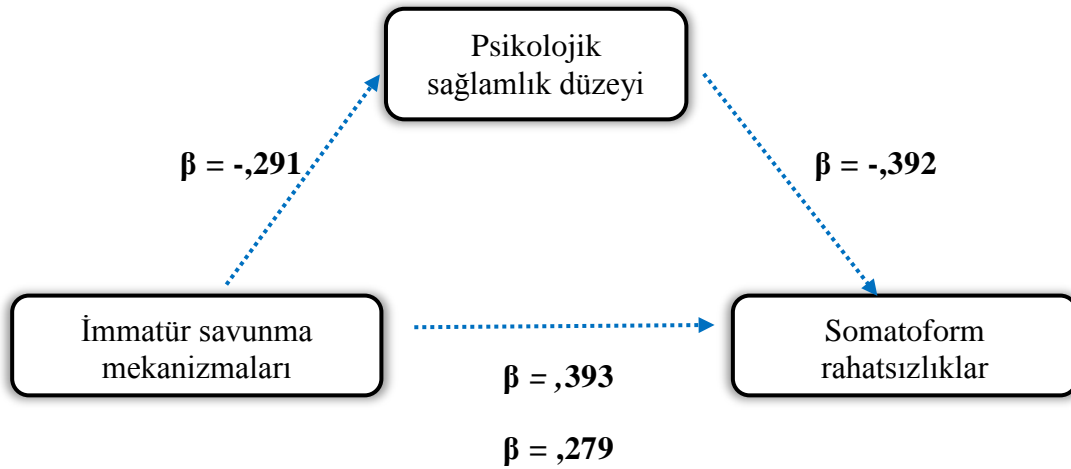 Psikolojik
sağlamlık düzeyi
β = -,291
β = -,392
İmmatür savunma
mekanizmaları
Somatoform
rahatsızlıklar
β = ,393
β = ,279